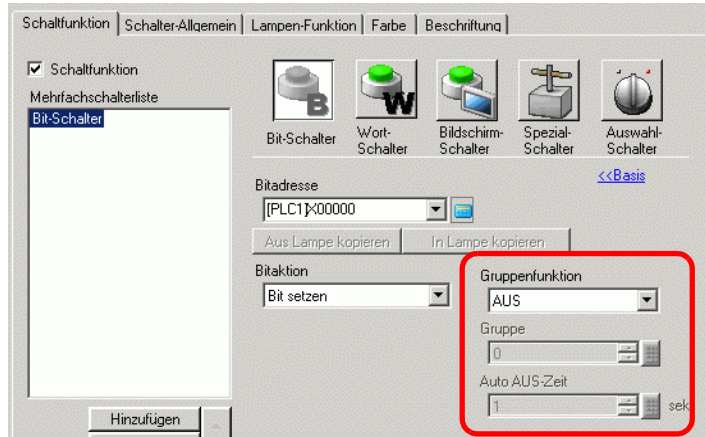 Schaltfunktion Schalter-Allgemein Lampen-Funktion Farbe Beschriftung
Schaltfunktion
Mehrfachschalterliste
Bit-Schalter
Hinzufügen
B
W
Bit-Schalter
Wort-
Schalter
Bildschirm-
Schalter
Spezial-
Schalter
Auswahl-
Schalter
<<Basis
Bitadresse
[PLC1]X00000
Aus Lampe kopieren In Lampe kopieren
Bitaktion
Bit setzen
Gruppenfunktion
AUS
Gruppe
0
Auto AUS-Zeit
1 sek